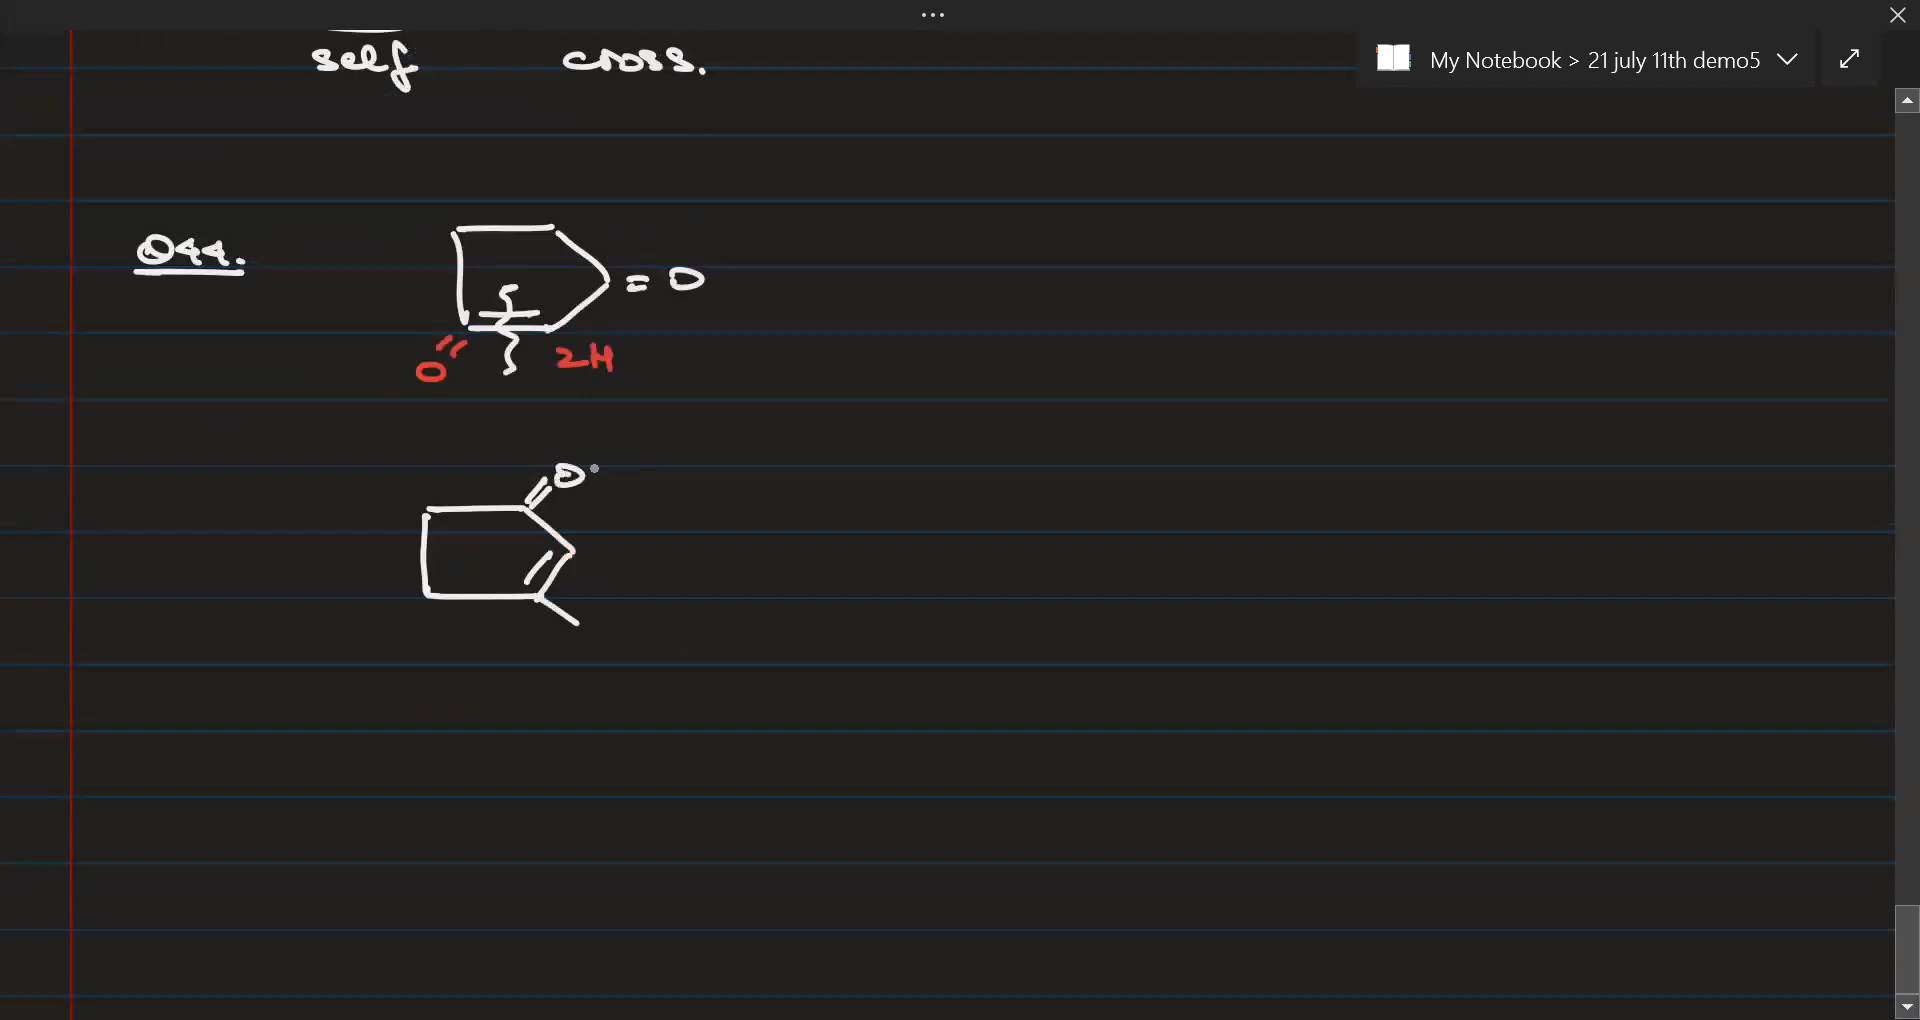 self cross.
My Notebook > 21 july 11th demo5
Q44.
= O
O" 2H
O